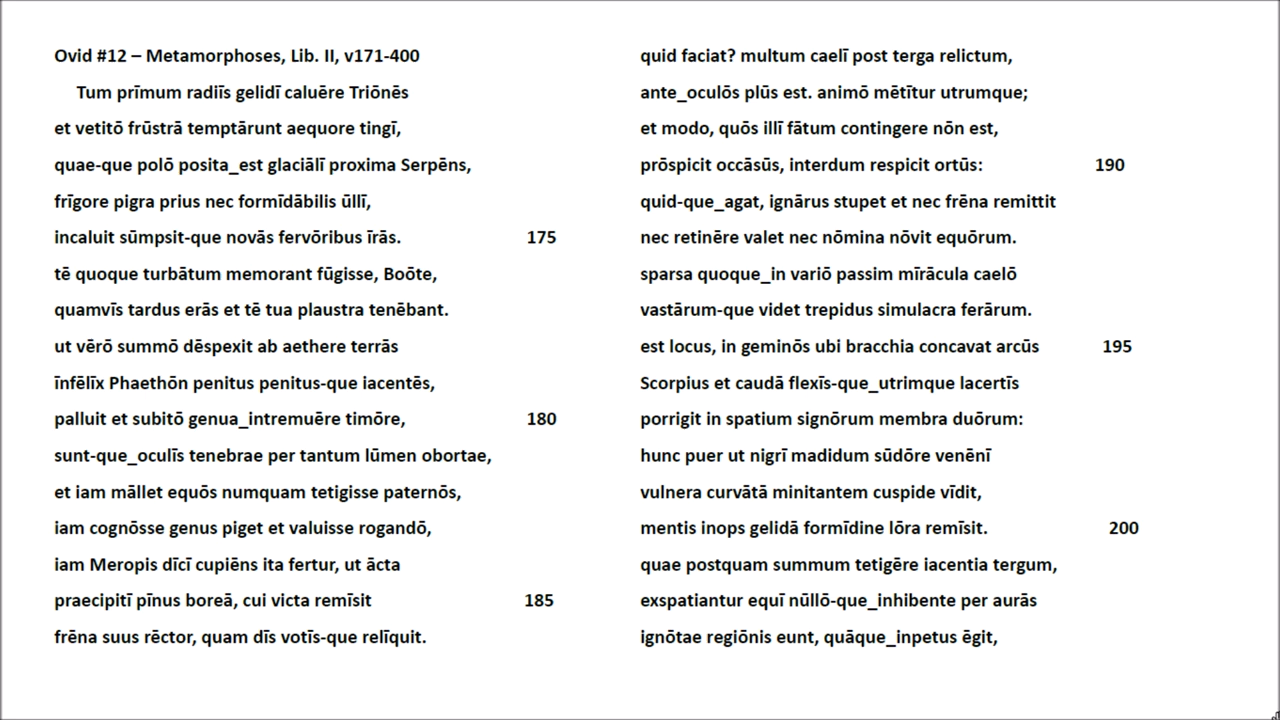 Ovid #12 – Metamorphoses, Lib. II, v171-400
Tum prīmum radiīs gelidī caluēre Triōnēs
et vetitō frūstrā temptārunt aequore tingī,
quae-que polō posita_est glaciālī proxima Serpēns,
frīgore pigra prius nec formīdābilis ūllī,
incaluit sūmpsit-que novās fervōribus īrās. 175
tē quoque turbātum memorant fūgisse, Boōte,
quamvīs tardus erās et tē tua plaustra tenēbant.
ut vērō summō dēspexit ab aethere terrās
īnfēlīx Phaethōn penitus penitus-que iacentēs,
palluit et subitō genua_intremuēre timōre, 180
sunt-que_oculīs tenebrae per tantum lūmen obortae,
et iam māllet equōs numquam tetigisse paternōs,
iam cognōsse genus piget et valuisse rogandō,
iam Meropis dīcī cupiēns ita fertur, ut ācta
praecipitī pīnus boreā, cui victa remīsit 185
frēna suus rēctor, quam dīs votīs-que relīquit.
quid faciat? multum caelī post terga relictum,
ante_oculōs plūs est. animō mētītur utrumque;
et modo, quōs illī fātum contingere nōn est,
prōspicit occāsūs, interdum respicit ortūs: 190
quid-que_agat, ignārus stupet et nec frēna remittit
nec retinēre valet nec nōmina nōvit equōrum.
sparsa quoque_in variō passim mīrācula caelō
vastārum-que videt trepidus simulacra ferārum.
est locus, in geminōs ubi bracchia concavat arcūs 195
Scorpius et caudā flexīs-que_utrimque lacertīs
porrigit in spatium signōrum membra duōrum:
hunc puer ut nigrī madidum sūdōre venēnī
vulnera curvātā minitantem cuspide vīdit,
mentis inops gelidā formīdine lōra remīsit. 200
quae postquam summum tetigēre iacentia tergum,
exspatiantur equī nūllō-que_inhibente per aurās
ignōtae regiōnis eunt, quāque_inpetus ēgit,